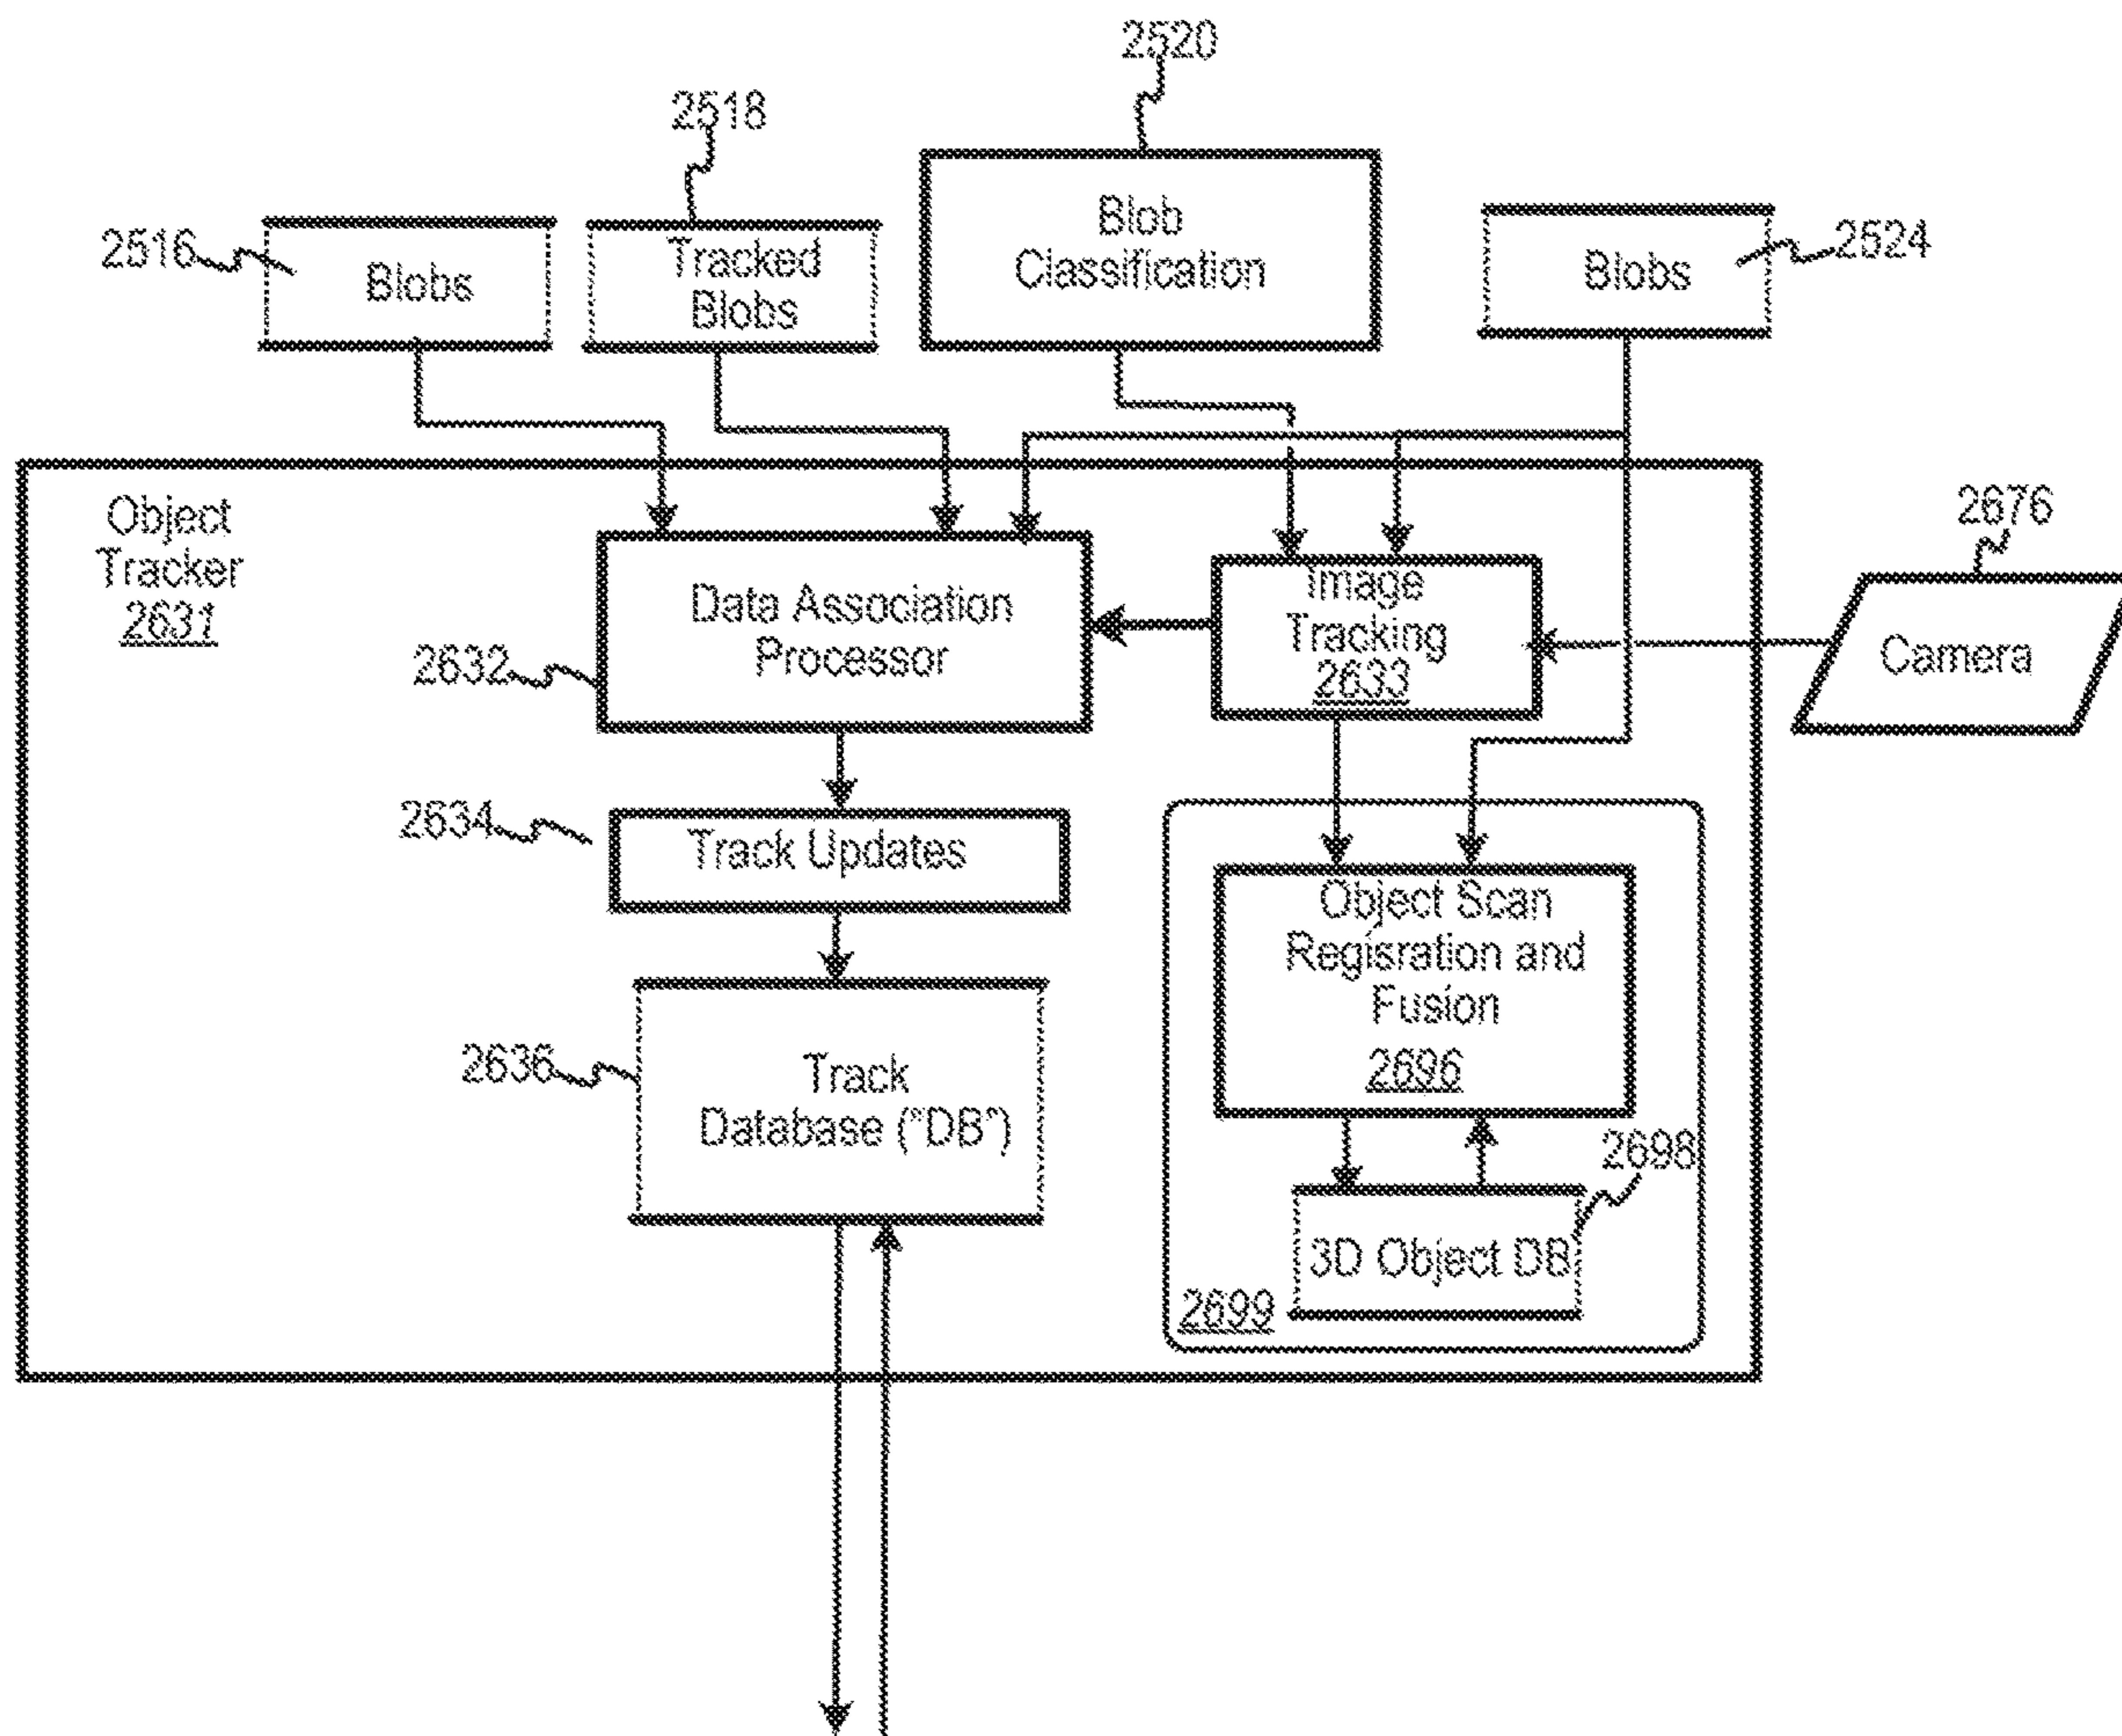 2520
2518
2516
Blobs
Tracked
Blobs
Blob
Classification
Blobs
2524
Object
Tracker
2631
2676
Camera
Data Association
Processor
2632
Image
Tracking
2633
2634
Track Updates
Object Scan
Regisration and
Fusion
2696
2636
Track
Database ("DB")
2698
3D Object DB
2699